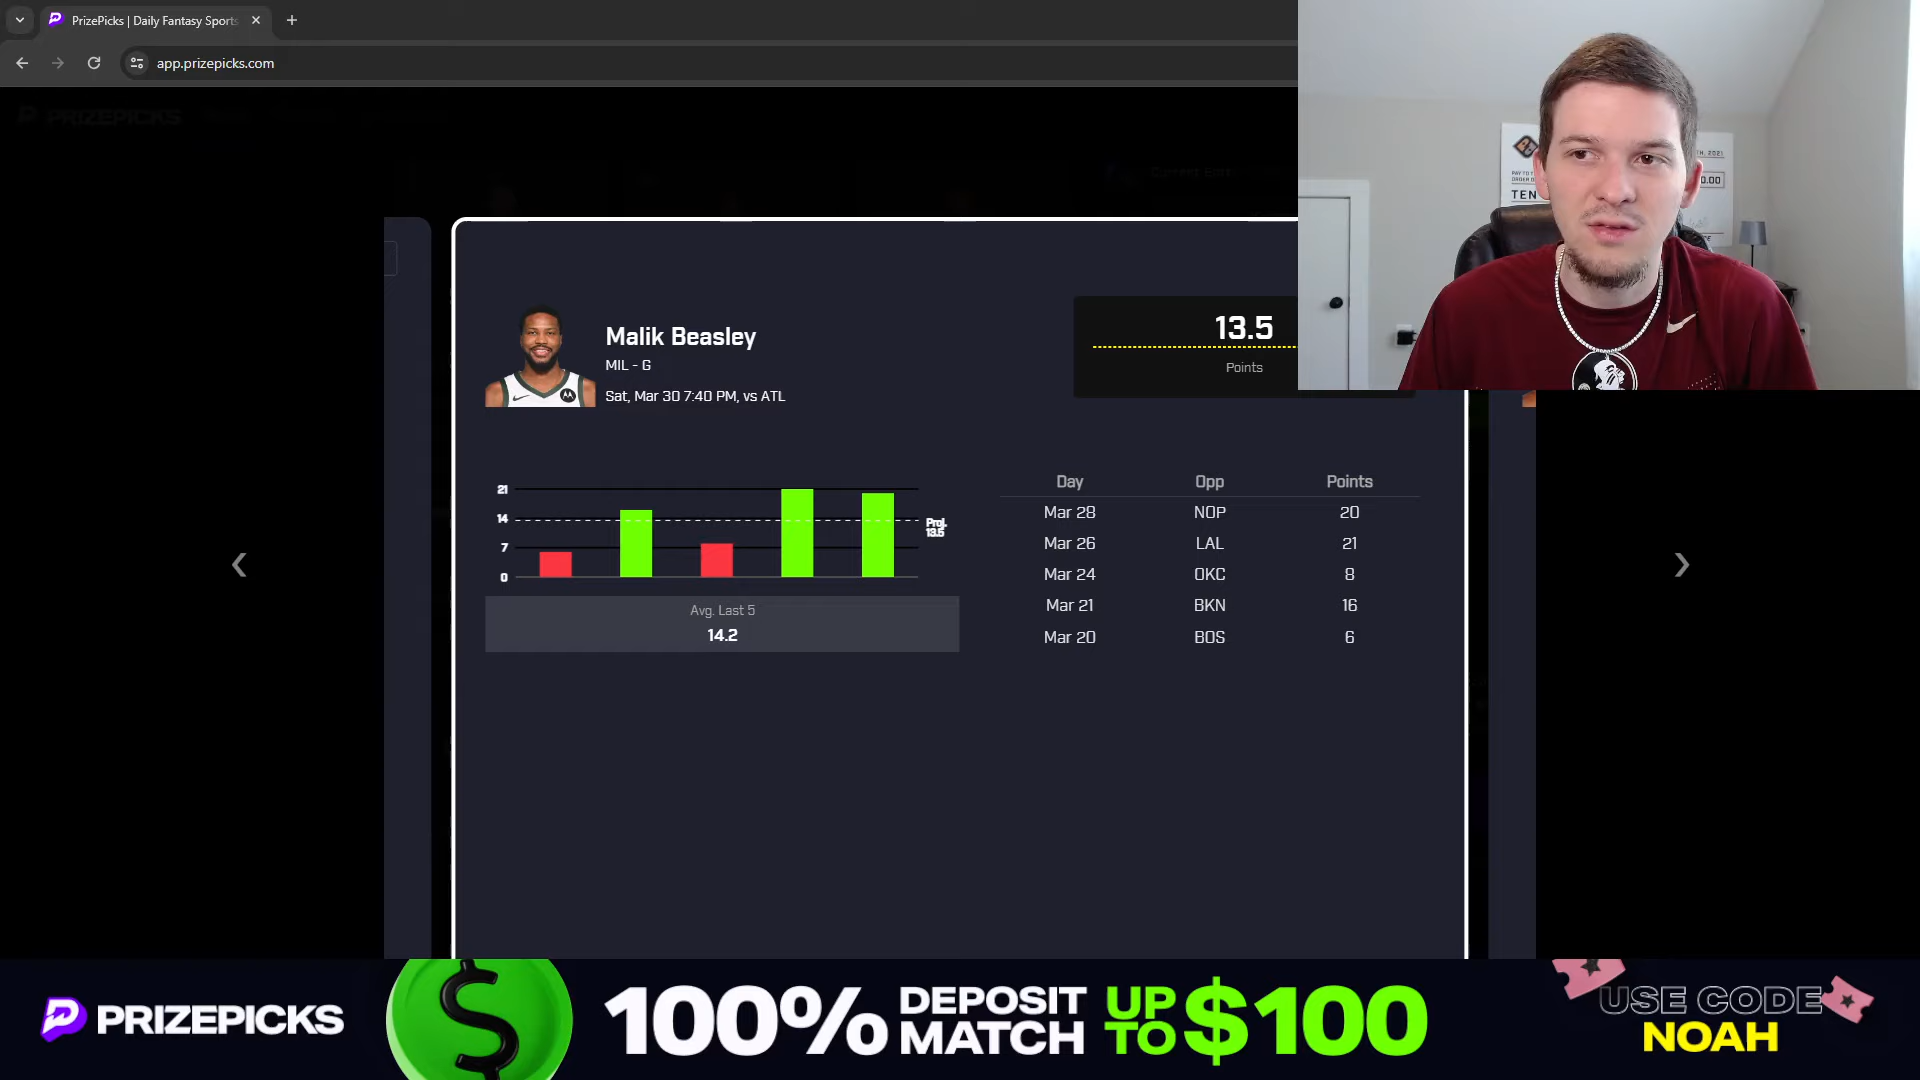 PrizePicks | Daily Fantasy Sports
app.prizepicks.com
PRIZEPICKS
TEN
Malik Beasley
MIL - G
Sat, Mar 30 7:40 PM, vs ATL
13.5
Points
21
14
7
0
Proj.
13.5
Avg. Last 5
14.2
Day Opp Points
Mar 28 NOP 20
Mar 26 LAL 21
Mar 24 OKC 8
Mar 21 BKN 16
Mar 20 BOS 6
PRIZEPICKS
100% DEPOSIT MATCH UP TO $100
USE CODE
NOAH